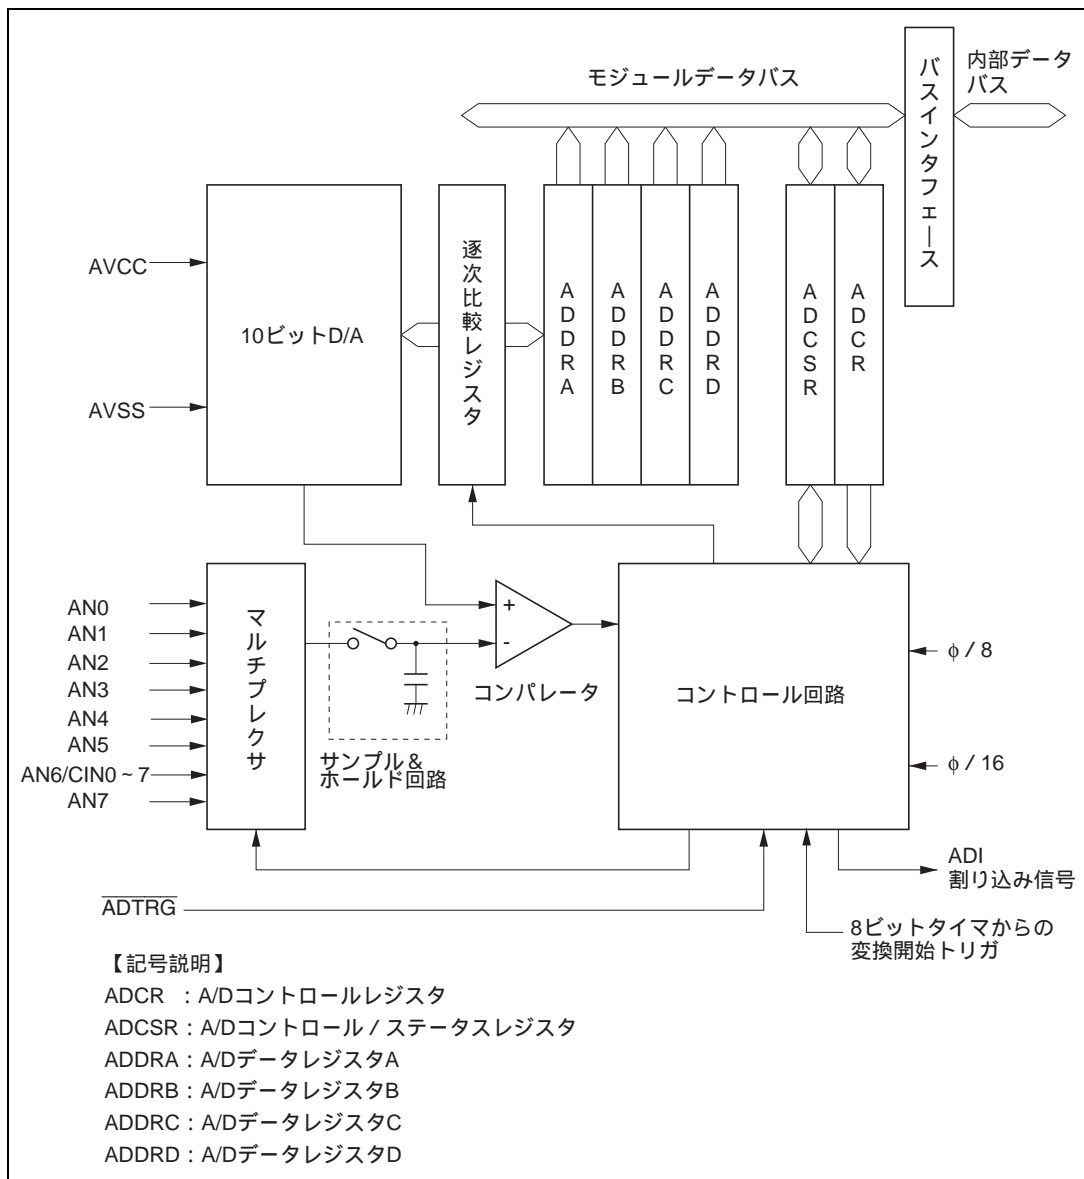 モジュールデータバス
バスインタフェース
内部データ
バス
AVCC
AVSS
10ビットD/A
逐次比較レジスタ
ADDRA
ADDRB
ADDRC
ADDRD
ADCSR
ADCR
AN0
AN1
AN2
AN3
AN4
AN5
AN6/CIN0 ~ 7
AN7
マルチプレクサ
サンプル&
ホールド回路
+
-
コンパレータ
コントロール回路
φ / 8
φ / 16
ADI
割り込み信号
ADTRG
8ビットタイマからの
変換開始トリガ
【記号説明】
ADCR : A/Dコントロールレジスタ
ADCSR : A/Dコントロール / ステータスレジスタ
ADDRA : A/DデータレジスタA
ADDRB : A/DデータレジスタB
ADDRC : A/DデータレジスタC
ADDRD : A/DデータレジスタD